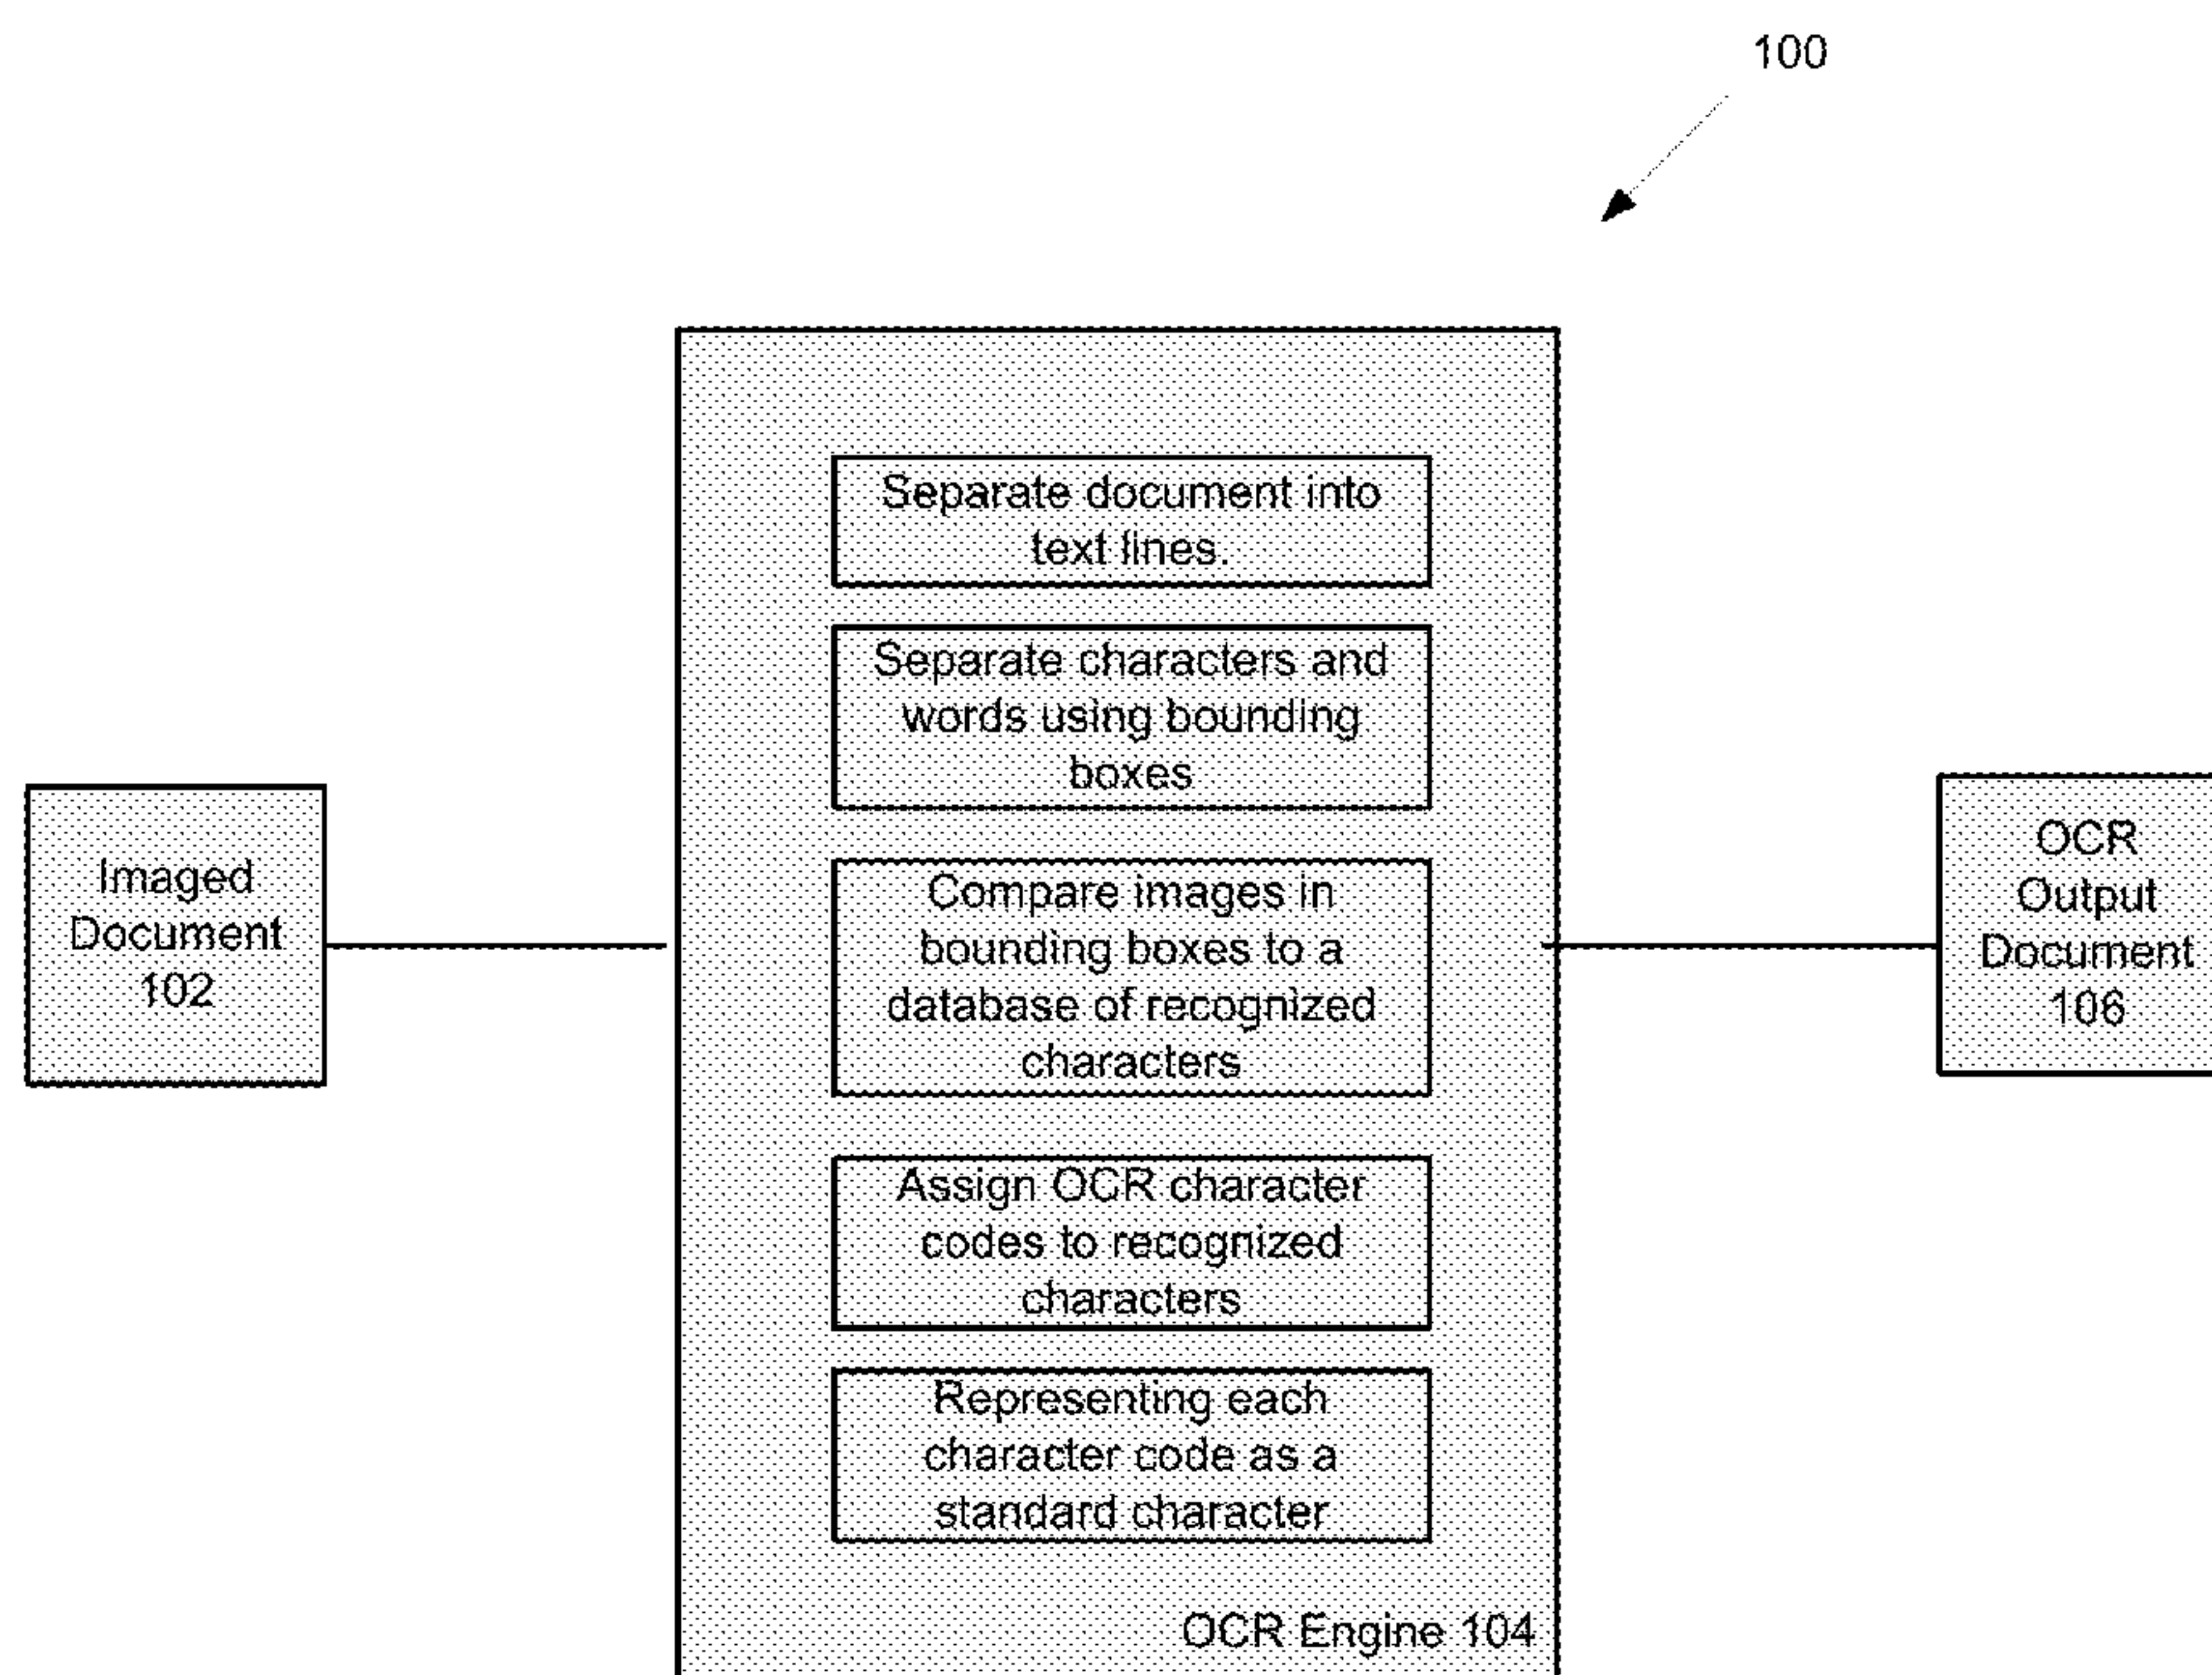 100
Separate document into
text lines.
Separate characters and
words using bounding
boxes
Imaged
Document
102
Compare images in
bounding boxes to a
database of recognized
characters
OCR
Output
Document
106
Assign OCR character
codes to recognized
characters
Representing each
character code as a
standard character
OCR Engine 104